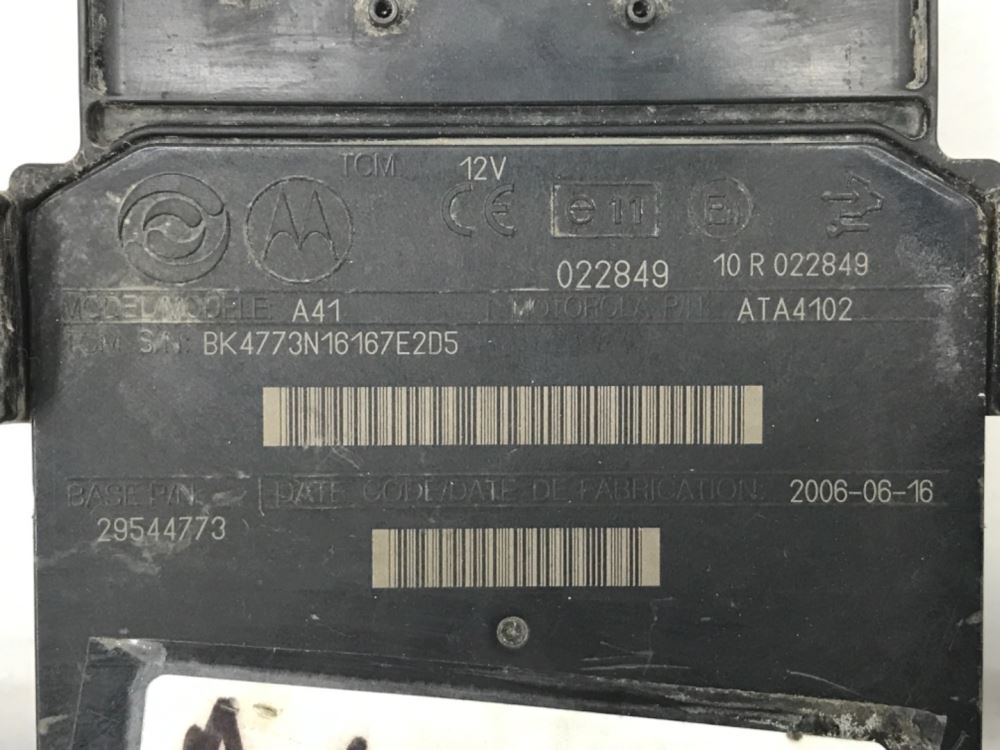 TCM 12V
CE e 11 E
022849 10 R 022849
MODEL/MODELE: A41 MOTOROLA P/N: ATA4102
TCM S/N: BK4773N16167E2D5
BASE P/N: DATE CODE/DATE DE FABRICATION: 2006-06-16
29544773